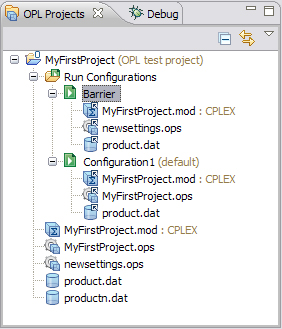 OPL Projects Debug
MyFirstProject (OPL test project)
Run Configurations
Barrier
MyFirstProject.mod : CPLEX
newsettings.ops
product.dat
Configuration1 (default)
MyFirstProject.mod : CPLEX
MyFirstProject.ops
product.dat
MyFirstProject.mod : CPLEX
MyFirstProject.ops
newsettings.ops
product.dat
productn.dat